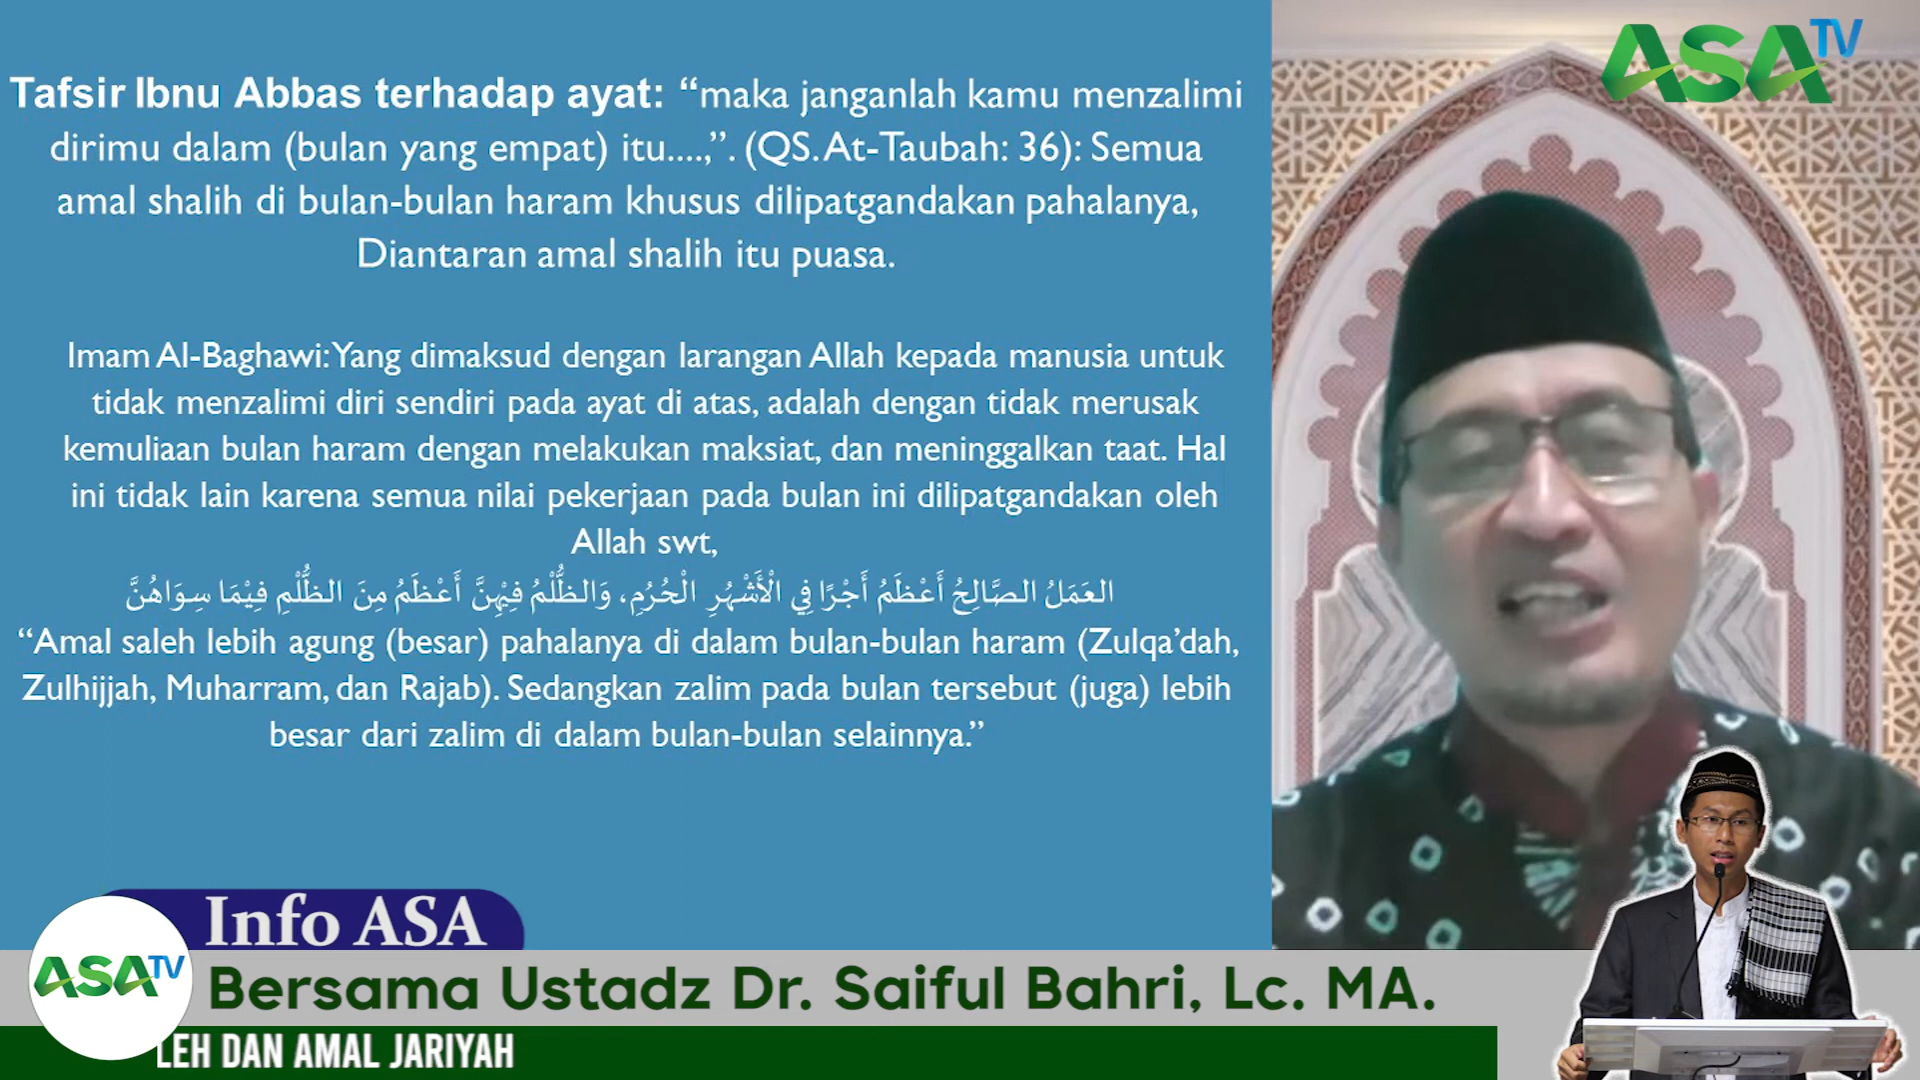 ASA TV
Tafsir Ibnu Abbas terhadap ayat: “maka janganlah kamu menzalimi
dirimu dalam (bulan yang empat) itu....,”. (QS. At-Taubah: 36): Semua
amal shalih di bulan-bulan haram khusus dilipatgandakan pahalanya,
Diantaran amal shalih itu puasa.
Imam Al-Baghawi: Yang dimaksud dengan larangan Allah kepada manusia untuk
tidak menzalimi diri sendiri pada ayat di atas, adalah dengan tidak merusak
kemuliaan bulan haram dengan melakukan maksiat, dan meninggalkan taat. Hal
ini tidak lain karena semua nilai pekerjaan pada bulan ini dilipatgandakan oleh
Allah swt,
العَمَلُ الصَّالِحُ أَعْظَمُ أَجْرًا فِي الْأَشْهُرِ الْحُرُمِ، وَالظُّلْمُ فِيْهِنَّ أَعْظَمُ مِنَ الظُّلْمِ فِيْمَا سِوَاهُنَّ
“Amal saleh lebih agung (besar) pahalanya di dalam bulan-bulan haram (Zulqa’dah,
Zulhijjah, Muharram, dan Rajab). Sedangkan zalim pada bulan tersebut (juga) lebih
besar dari zalim di dalam bulan-bulan selainnya.”
Info ASA
ASA TV
Bersama Ustadz Dr. Saiful Bahri, Lc. MA.
LEH DAN AMAL JARIYAH